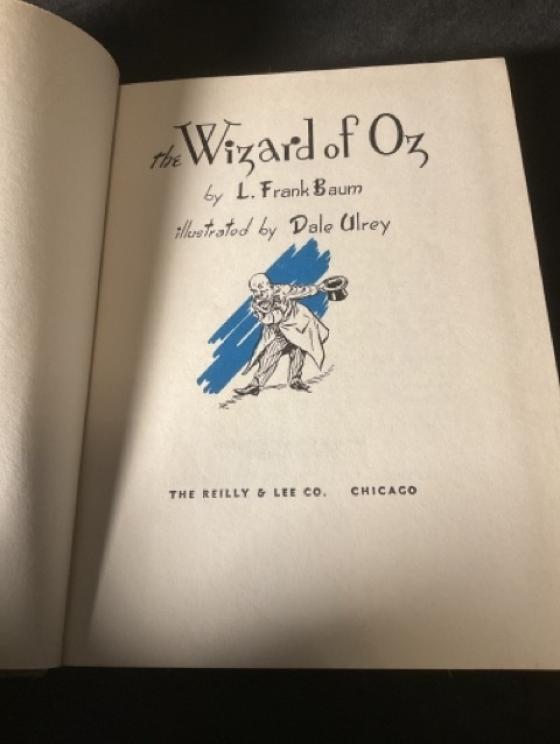 the Wizard of Oz
by L. Frank Baum
illustrated by Dale Ulrey
THE REILLY & LEE CO. CHICAGO